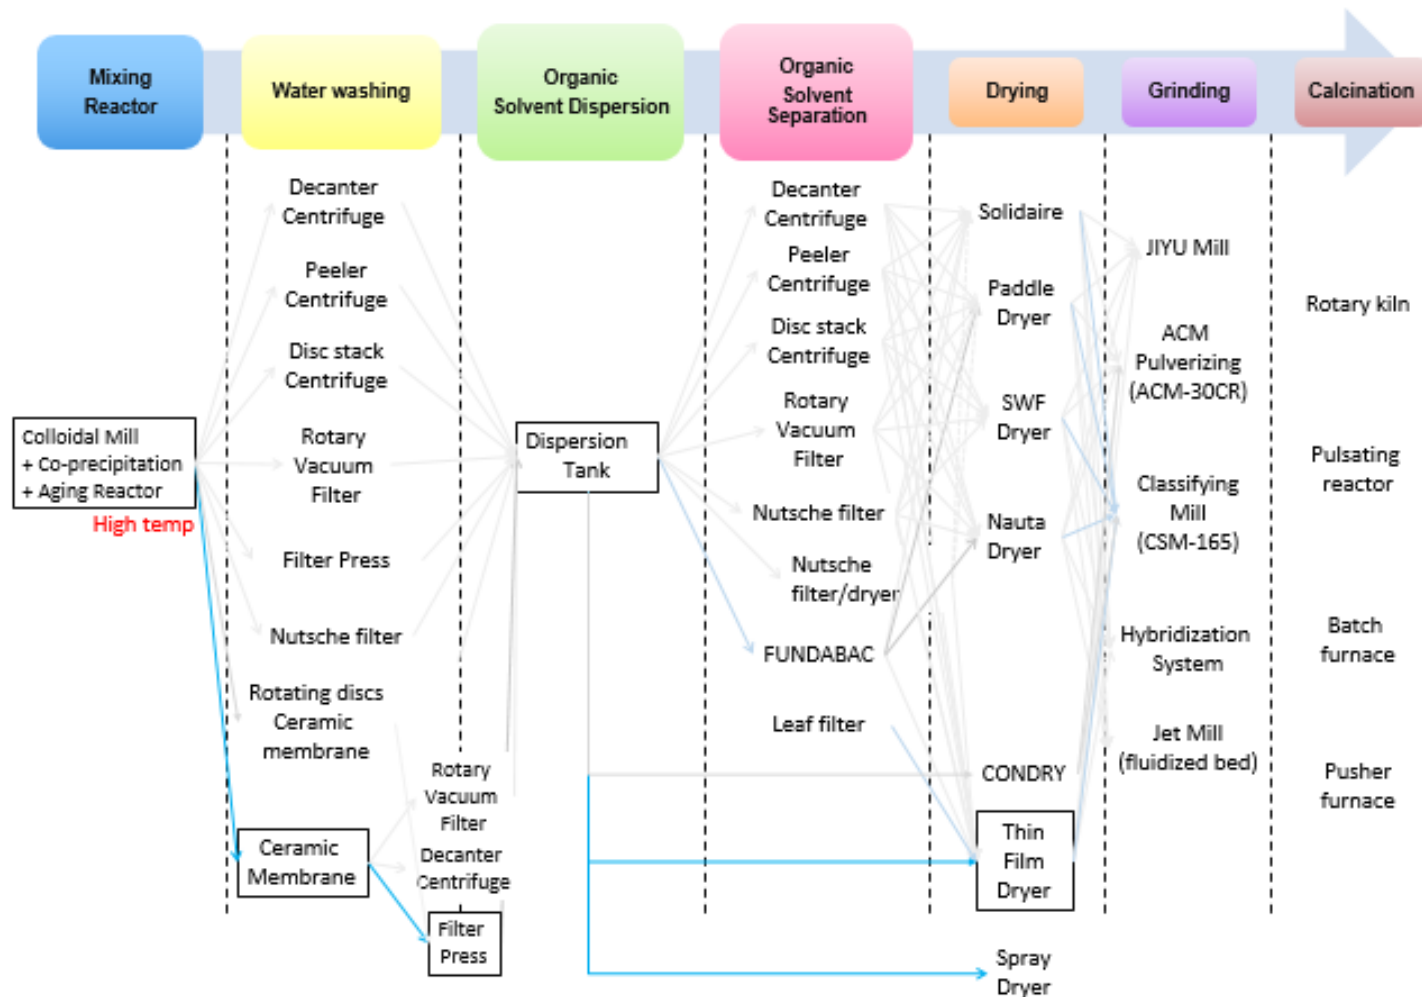 Mixing
Reactor
Water washing
Organic
Solvent Dispersion
Organic
Solvent
Separation
Drying
Grinding
Calcination
Colloidal Mill
+ Co-precipitation
+ Aging Reactor
High temp
Decanter
Centrifuge
Peeler
Centrifuge
Disc stack
Centrifuge
Rotary
Vacuum
Filter
Filter Press
Nutsche filter
Rotating discs
Ceramic
membrane
Ceramic
Membrane
Rotary
Vacuum
Filter
Decanter
Centrifuge
Filter
Press
Dispersion
Tank
Decanter
Centrifuge
Peeler
Centrifuge
Disc stack
Centrifuge
Rotary
Vacuum
Filter
Nutsche filter
Nutsche
filter/dryer
FUNDABAC
Leaf filter
Solidaire
Paddle
Dryer
SWF
Dryer
Nauta
Dryer
CONDRY
Thin
Film
Dryer
Spray
Dryer
JIYU Mill
ACM
Pulverizing
(ACM-30CR)
Classifying
Mill
(CSM-165)
Hybridization
System
Jet Mill
(fluidized bed)
Rotary kiln
Pulsating
reactor
Batch
furnace
Pusher
furnace